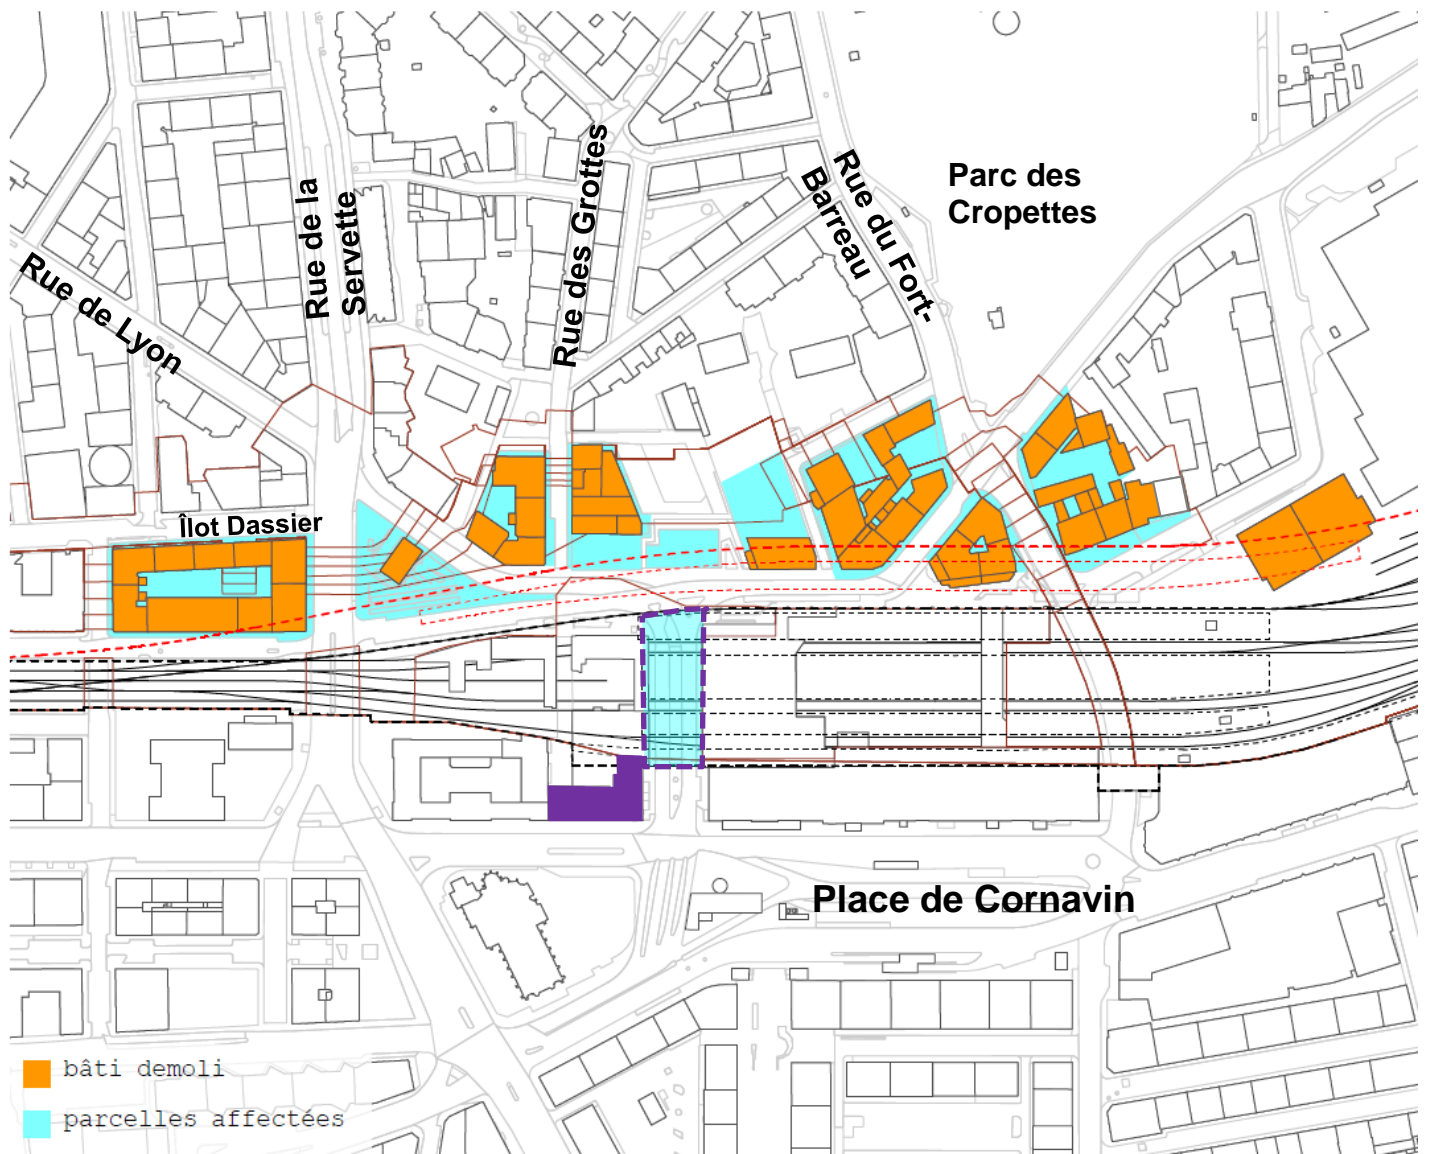 Parc des
Cropettes
Rue du Fort-
Barreau
Rue des Grottes
Rue de la
Servette
Rue de Lyon
Îlot Dassier
Place de Cornavin
bâti demoli
parcelles affectées